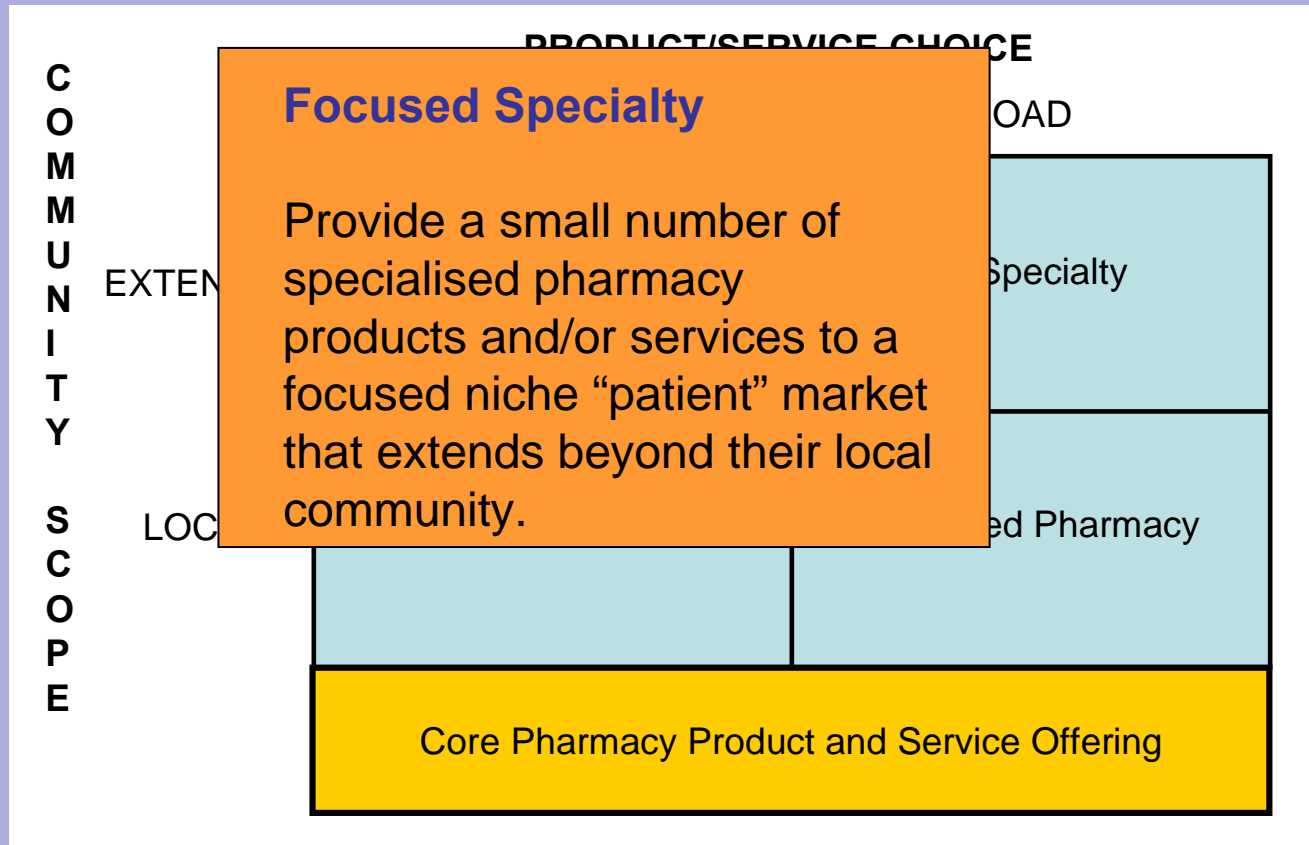 PRODUCT/SERVICE CHOICE
COMMUNITY SCOPE
OAD
Focused Specialty
Provide a small number of
specialised pharmacy
products and/or services to a
focused niche “patient” market
that extends beyond their local
community.
EXTEN
Specialty
LOC
ed Pharmacy
Core Pharmacy Product and Service Offering